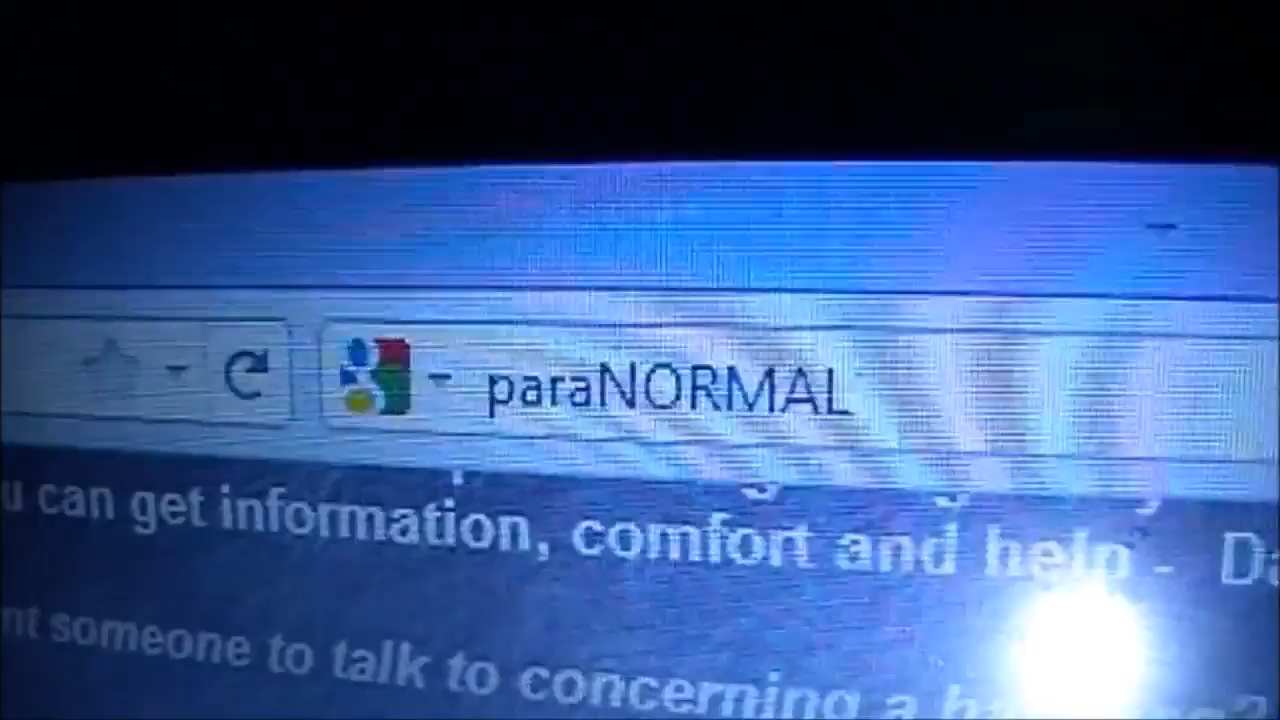 paraNORMAL
u can get information, comfort and help - Da
nt someone to talk to concerning a